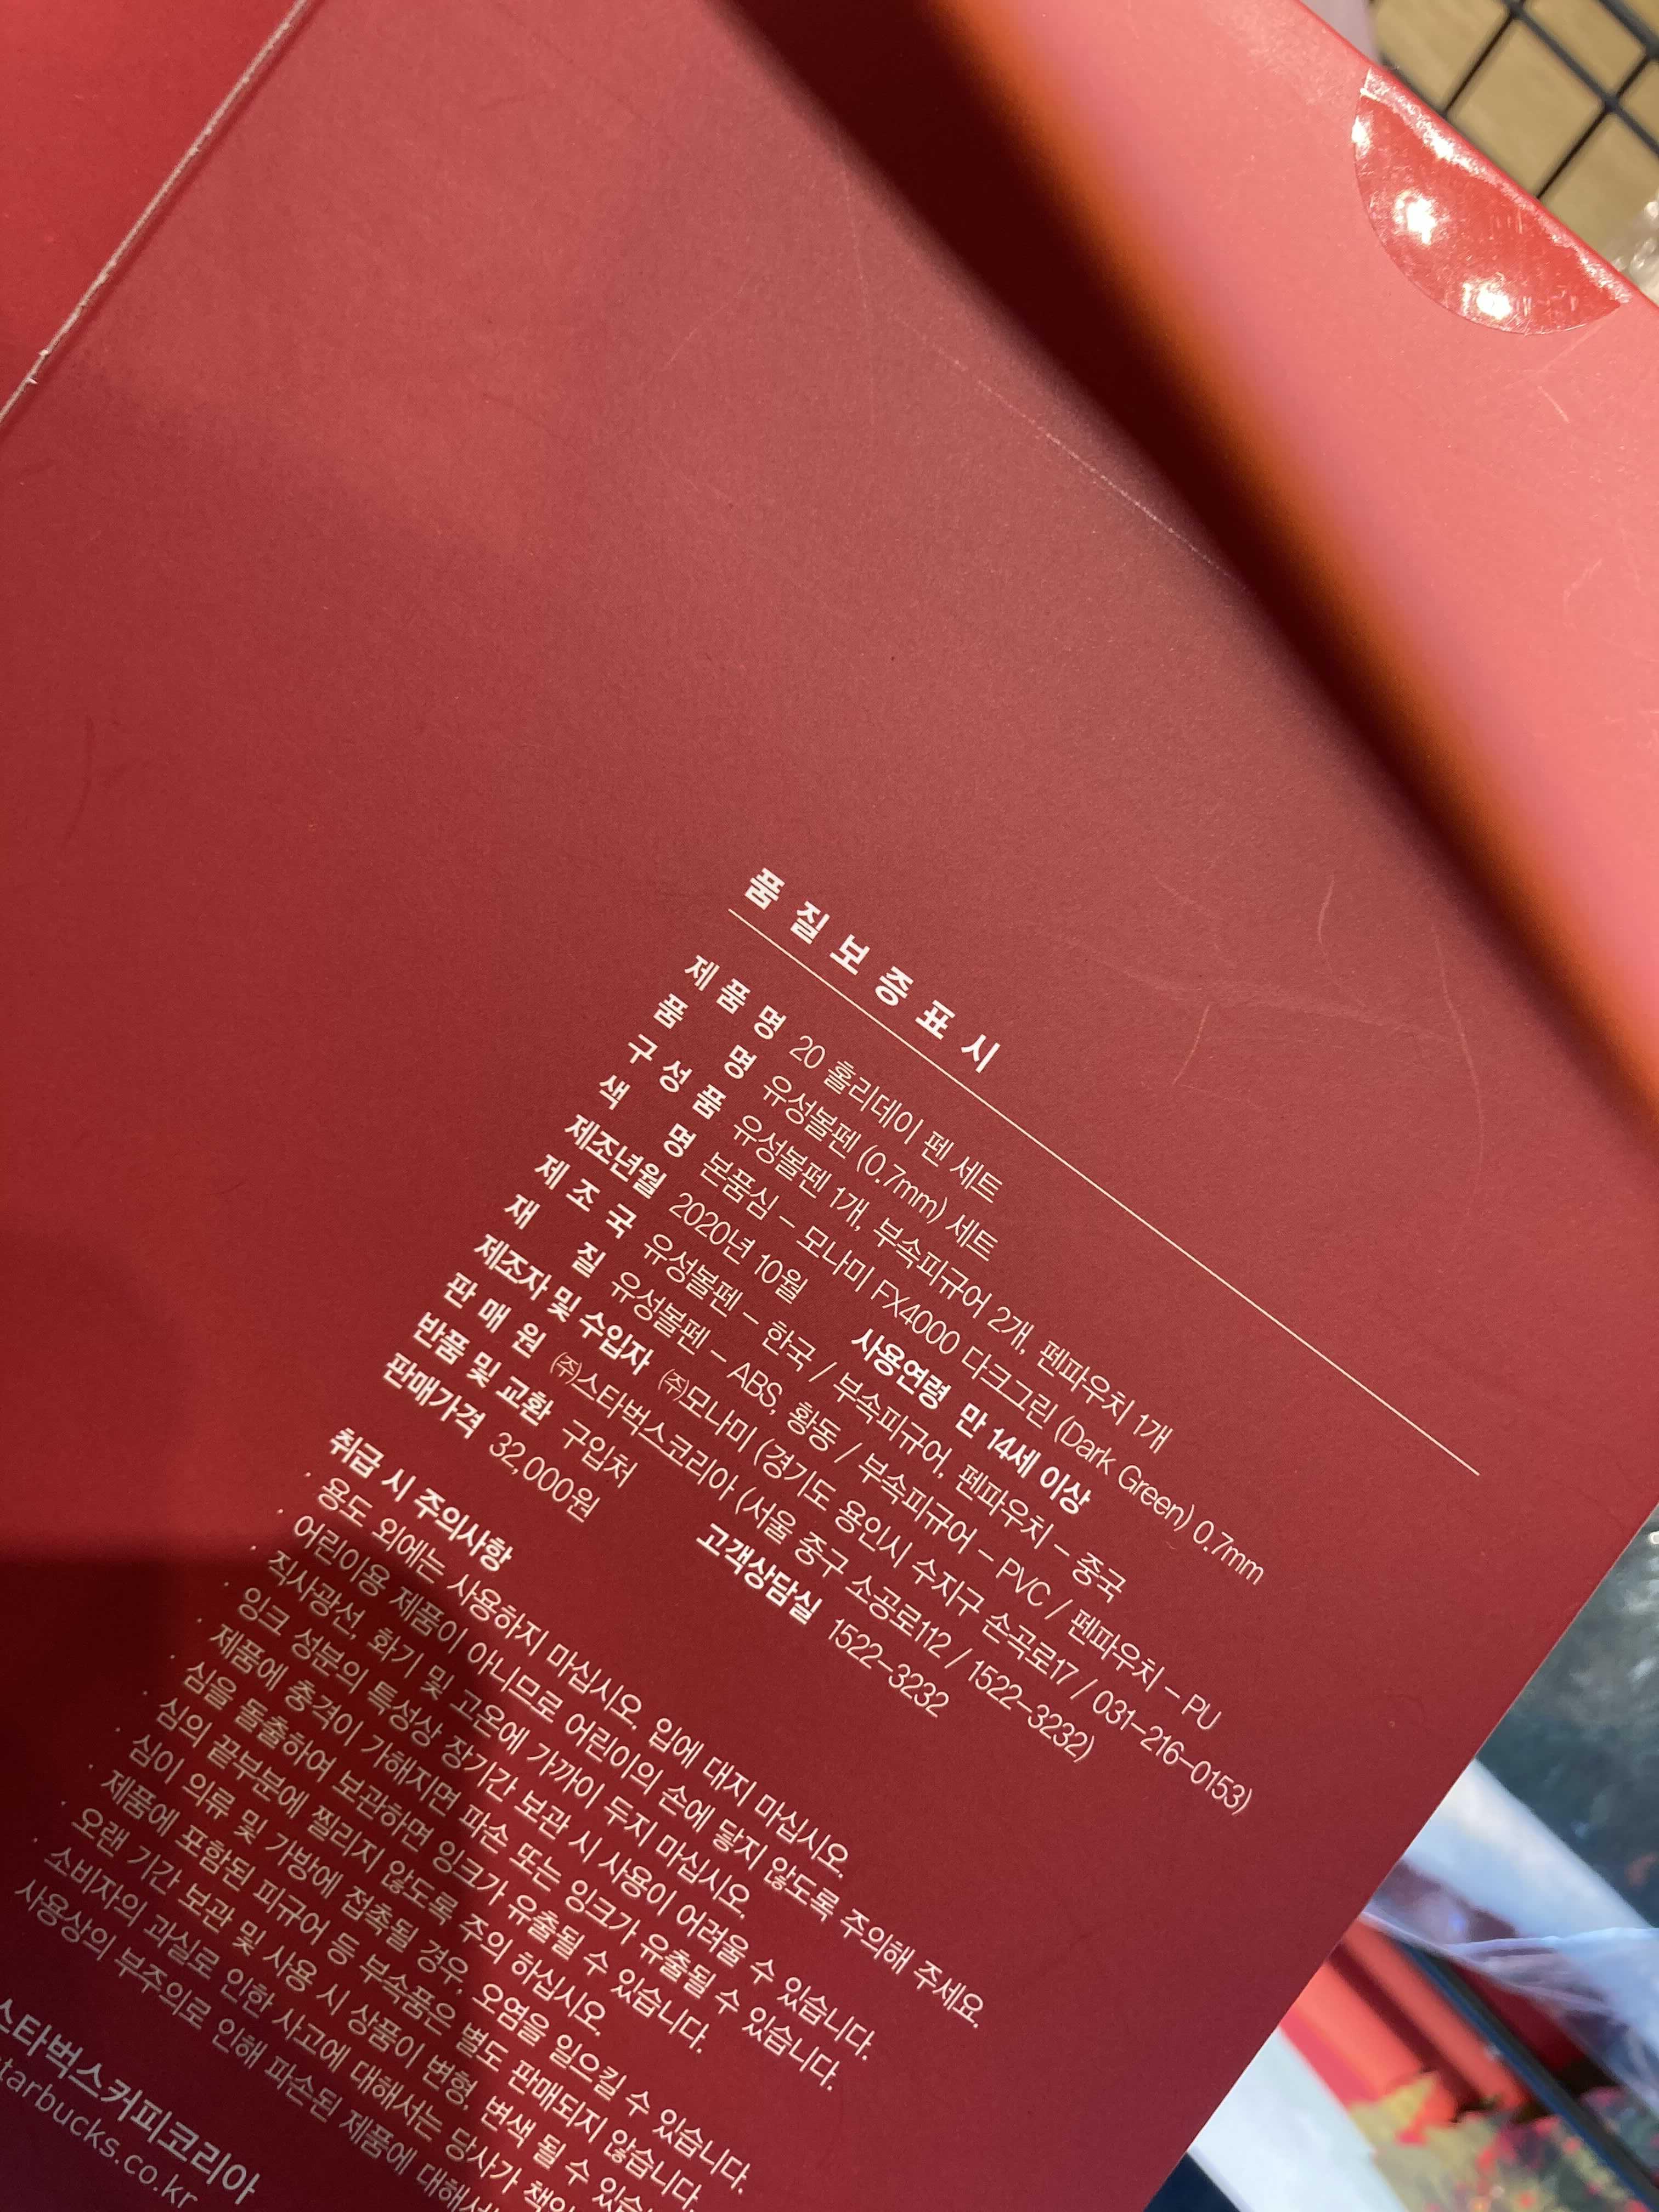 품질보증표시
제품명 20 홀리데이 펜 세트
품명 유성볼펜 (0.7mm) 세트
구성품 유성볼펜 1개, 부속피규어 2개, 펜파우치 1개
색명 본품심 – 모나미 FX4000 다크그린 (Dark Green) 0.7mm
제조년월 2020년 10월 사용연령 만 14세 이상
제조국 유성볼펜 – 한국 / 부속피규어, 펜파우치 – 중국
재질 유성볼펜 – ABS, 황동 / 부속피규어 – PVC / 펜파우치 – PU
제조자 및 수입자 ㈜모나미 (경기도 용인시 수지구 손곡로17 / 031-216-0153)
판매원 ㈜스타벅스코리아 (서울 중구 소공로112 / 1522-3232)
반품 및 교환 구입처 고객상담실 1522-3232
판매가격 32,000원
취급 시 주의사항
· 용도 외에는 사용하지 마십시오. 입에 대지 마십시오.
· 어린이용 제품이 아니므로 어린이의 손에 닿지 않도록 주의해 주세요.
· 직사광선, 화기 및 고온에 가까이 두지 마십시오.
· 잉크 성분의 특성상 장기간 보관 시 사용이 어려울 수 있습니다.
· 제품에 충격이 가해지면 파손 또는 잉크가 유출될 수 있습니다.
· 심을 돌출하여 보관하면 잉크가 유출될 수 있습니다.
· 심의 끝부분에 찔리지 않도록 주의 하십시오.
· 심이 의류 및 가방에 접촉될 경우, 오염을 일으킬 수 있습니다.
· 제품에 포함된 피규어 등 부속품은 별도 판매되지 않습니다.
· 오랜 기간 보관 및 사용 시 상품이 변형, 변색 될 수
· 소비자의 과실로 인한 사고에 대해서는 당사가
사용상의 부주의로 인해 파손된 제품에
스타벅스커피코리아
tarbucks.co.kr